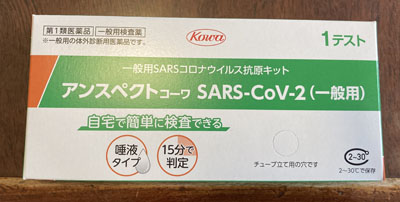 第1類医薬品 一般用検査薬
※一般用の体外診断用医薬品です。
Kowa
1テスト
一般用SARSコロナウイルス抗原キット
アンスペクトコーワ SARS-CoV-2(一般用)
自宅で簡単に検査できる
唾液
タイプ
15分で
判定
チューブ立て用の穴です
2~30℃
2~30℃で保存